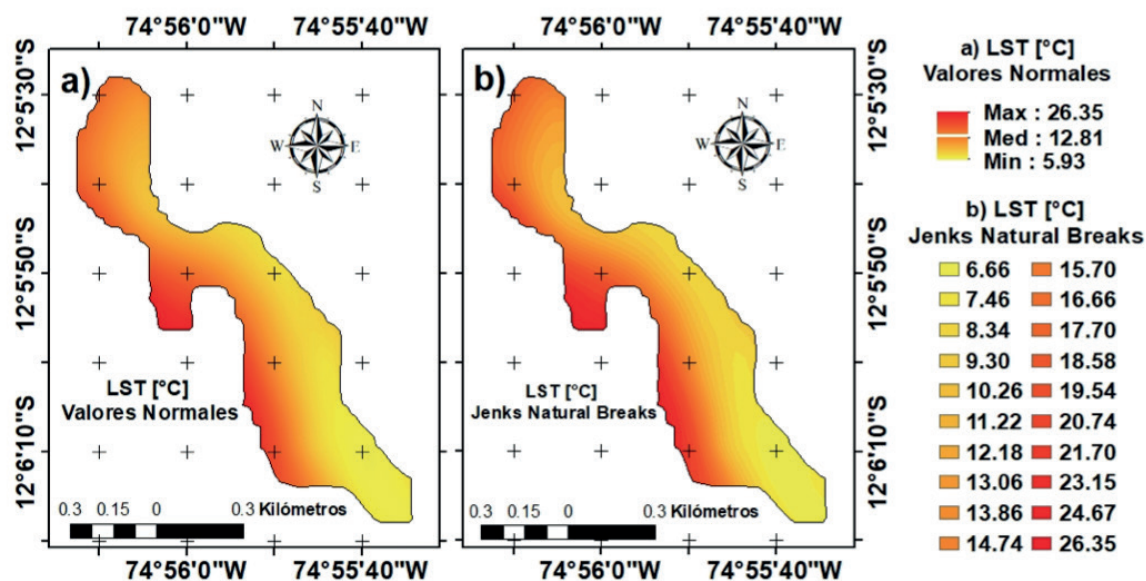 74°56'0"W 74°55'40"W 74°56'0"W 74°55'40"W
12°5'30"S
12°5'50"S
12°6'10"S
a)
N
W E
S
LST [°C]
Valores Normales
0.3 0.15 0 0.3 Kilómetros
b)
N
W E
S
LST [°C]
Jenks Natural Breaks
0.3 0.15 0 0.3 Kilómetros
12°5'30"S
12°5'50"S
12°6'10"S
74°56'0"W 74°55'40"W 74°56'0"W 74°55'40"W
a) LST [°C]
Valores Normales
Max : 26.35
Med : 12.81
Min : 5.93
b) LST [°C]
Jenks Natural Breaks
6.66 15.70
7.46 16.66
8.34 17.70
9.30 18.58
10.26 19.54
11.22 20.74
12.18 21.70
13.06 23.15
13.86 24.67
14.74 26.35